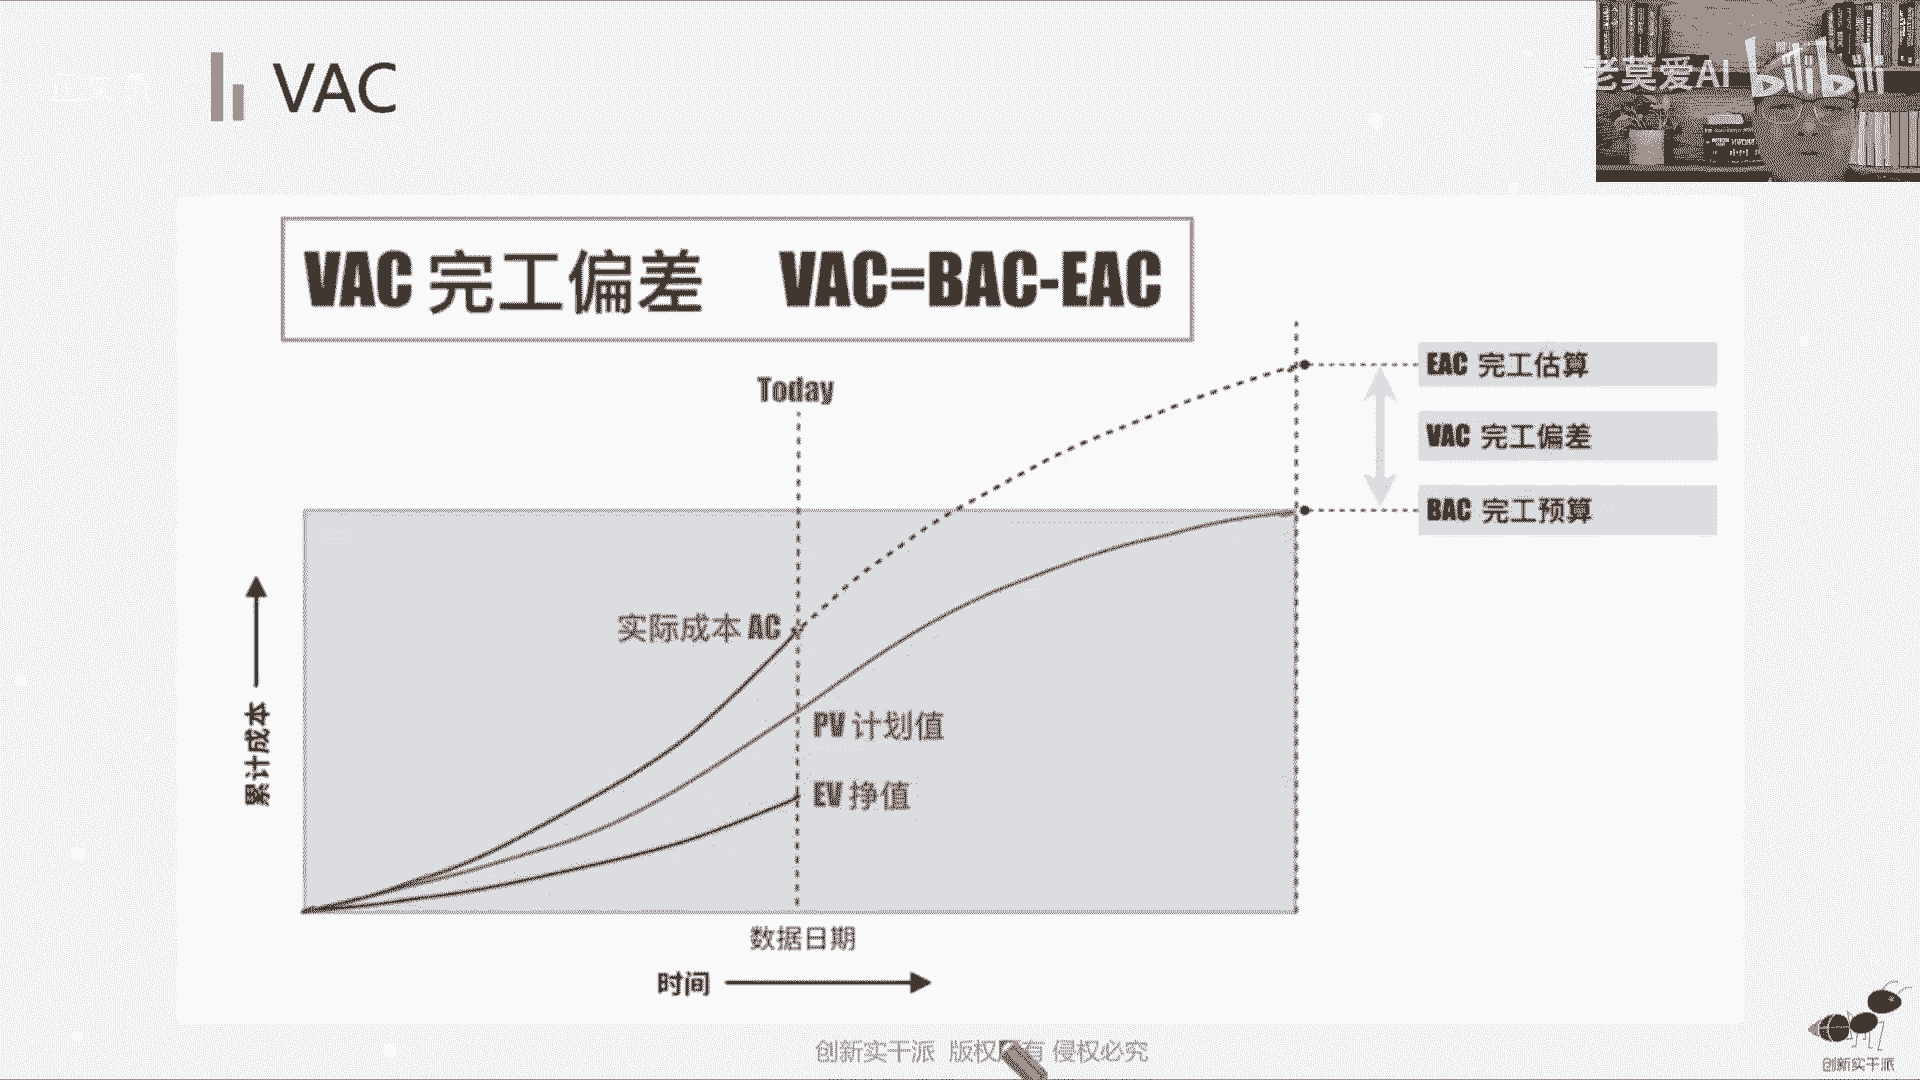 VAC
老莫爱AI bilibili
VAC 完工偏差 VAC=BAC-EAC
Today
EAC 完工估算
VAC 完工偏差
BAC 完工预算
实际成本 AC
PV 计划值
EV 挣值
累计成本
数据日期
时间
创新实干派 版权有 侵权必究
创新实干派